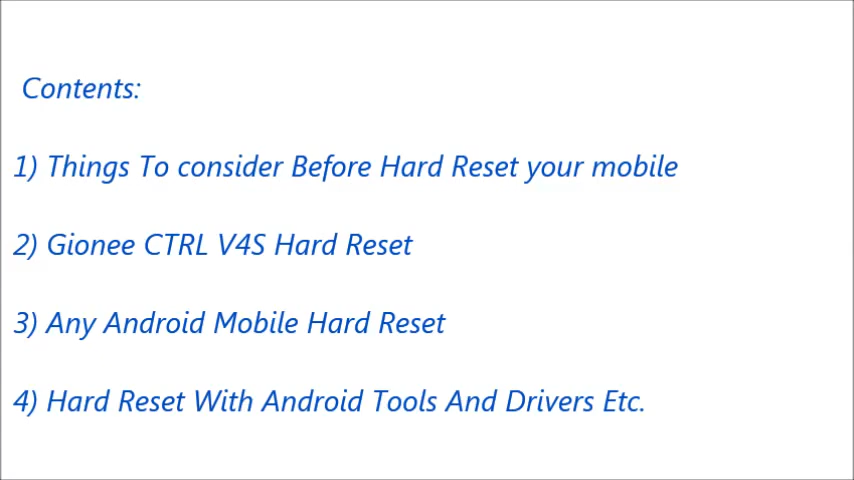 Contents:
1) Things To consider Before Hard Reset your mobile
2) Gionee CTRL V4S Hard Reset
3) Any Android Mobile Hard Reset
4) Hard Reset With Android Tools And Drivers Etc.